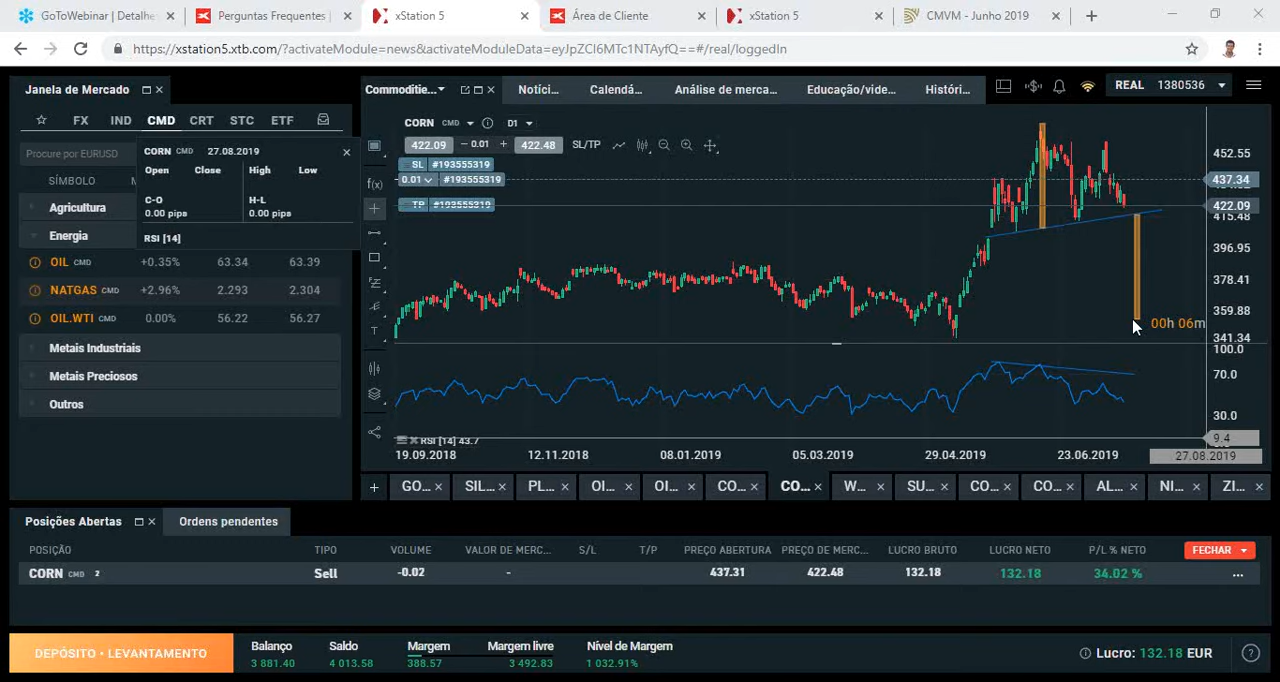 GoToWebinar | Detalhe × Perguntas Frequentes | × xStation 5 × Área de Cliente × xStation 5 × CMVM - Junho 2019 × +
https://xstation5.xtb.com/?activateModule=news&activateModuleData=eyJpZCI6MTc1NTAyfQ==#/real/loggedIn
Janela de Mercado
Commoditie... Notíci... Calendá... Análise de merca... Educação/vide... Históri... REAL 1380536
FX IND CMD CRT STC ETF
CORN CMD D1
422.09 − 0.01 + 422.48 SL/TP
Procure por EURUSD
SÍMBOLO
CORN CMD 27.08.2019
Open Close High Low
C-O H-L
0.00 pips 0.00 pips
RSI [14]
Agricultura
Energia
OIL CMD +0.35% 63.34 63.39
NATGAS CMD +2.96% 2.293 2.304
OIL.WTI CMD 0.00% 56.22 56.27
Metais Industriais
Metais Preciosos
Outros
SL #193555319
0.01 #193555319
TP #193555319
f(x)
T
452.55
437.34
422.09
415.48
396.95
378.41
359.88
341.34
00h 06m
100.0
70.0
30.0
9.4
RSI [14] 43.7
19.09.2018 12.11.2018 08.01.2019 05.03.2019 29.04.2019 23.06.2019 27.08.2019
+ GO... × SIL... × PL... × OI... × OI... × CO... × CO... × W... × SU... × CO... × CO... × AL... × NI... × ZI... ×
Posições Abertas Ordens pendentes
POSIÇÃO TIPO VOLUME VALOR DE MERC... S/L T/P PREÇO ABERTURA PREÇO DE MERC... LUCRO BRUTO LUCRO NETO P/L % NETO FECHAR
CORN CMD 2 Sell -0.02 - 437.31 422.48 132.18 132.18 34.02 % ...
DEPÓSITO • LEVANTAMENTO
Balanço Saldo Margem Margem livre Nível de Margem
3 881.40 4 013.58 388.57 3 492.83 1 032.91%
Lucro: 132.18 EUR